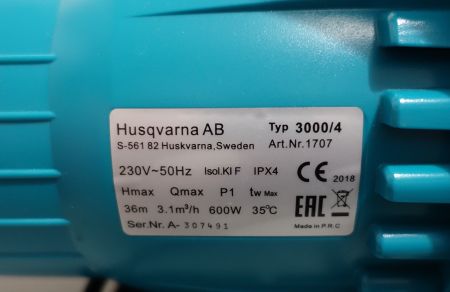 Husqvarna AB Typ 3000/4
S-561 82 Huskvarna,Sweden Art.Nr.1707
230V~50Hz Isol.Kl F IPX4 CE 2018
Hmax Qmax P1 tw Max
36m 3.1m³/h 600W 35°C EAC
Ser.Nr. A-307491 Made in P.R.C